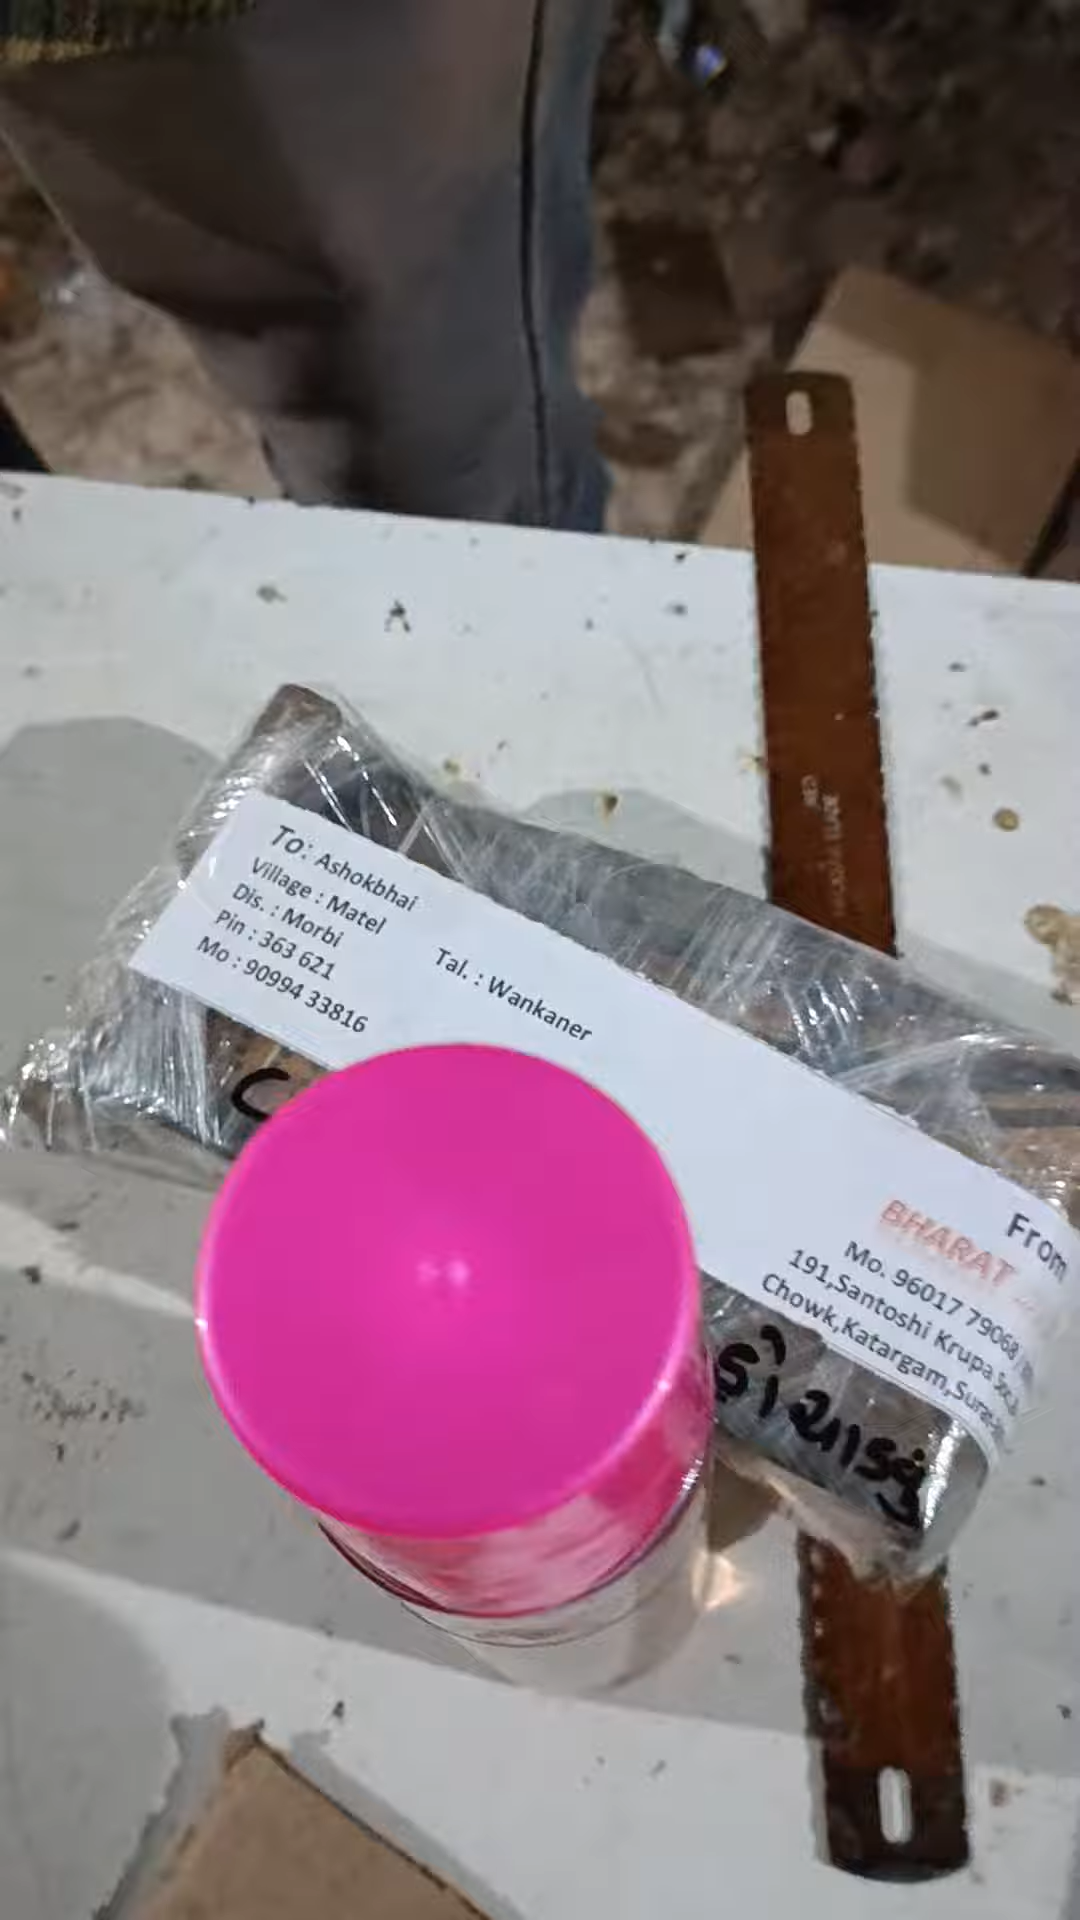 To: Ashokbhai
Village : Matel
Tal. : Wankaner
Dis. : Morbi
Pin : 363 621
Mo : 90994 33816
From
BHARAT
Mo. 96017 79068
191,Santoshi Krupa Soc.
Chowk,Katargam,Surat